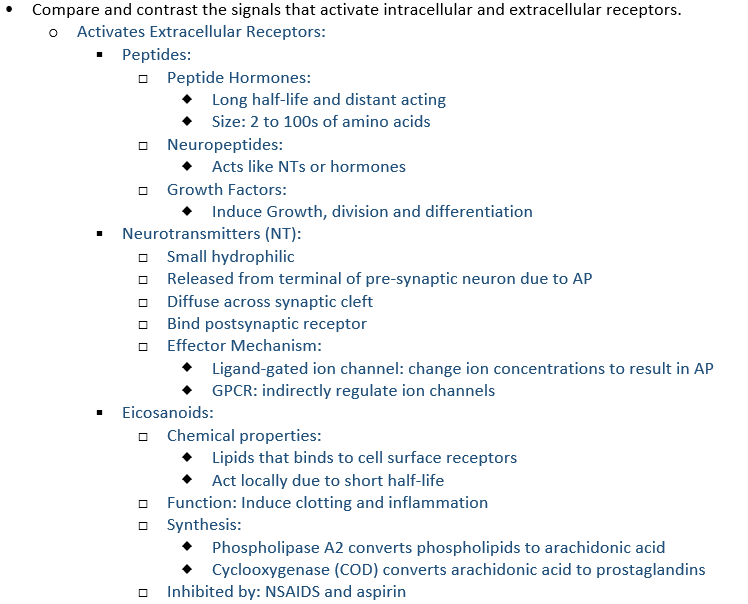 Compare and contrast the signals that activate intracellular and extracellular receptors.
Activates Extracellular Receptors:
Peptides:
Peptide Hormones:
Long half-life and distant acting
Size: 2 to 100s of amino acids
Neuropeptides:
Acts like NTs or hormones
Growth Factors:
Induce Growth, division and differentiation
Neurotransmitters (NT):
Small hydrophilic
Released from terminal of pre-synaptic neuron due to AP
Diffuse across synaptic cleft
Bind postsynaptic receptor
Effector Mechanism:
Ligand-gated ion channel: change ion concentrations to result in AP
GPCR: indirectly regulate ion channels
Eicosanoids:
Chemical properties:
Lipids that binds to cell surface receptors
Act locally due to short half-life
Function: Induce clotting and inflammation
Synthesis:
Phospholipase A2 converts phospholipids to arachidonic acid
Cyclooxygenase (COD) converts arachidonic acid to prostaglandins
Inhibited by: NSAIDS and aspirin